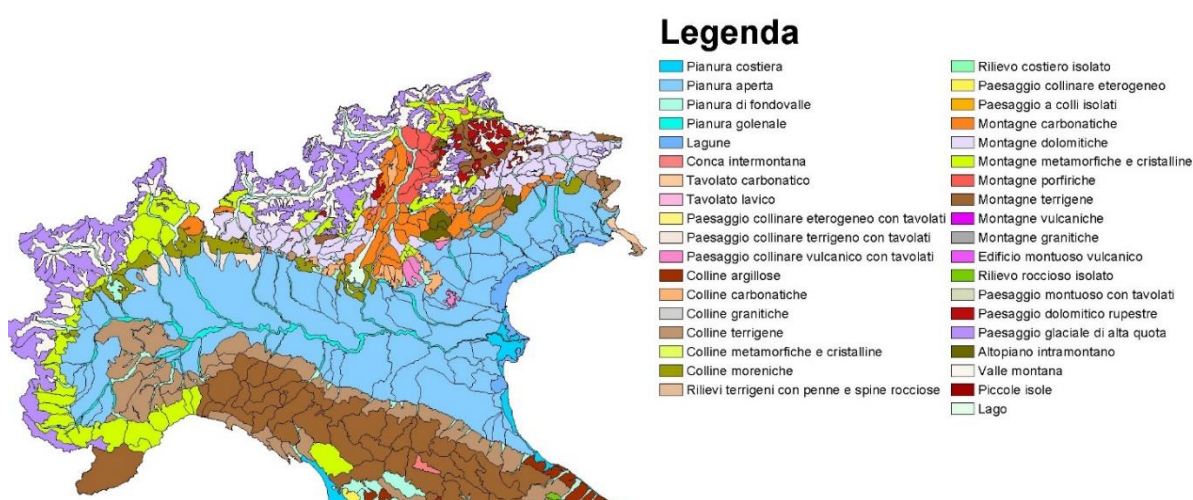 Legenda
Pianura costiera
Pianura aperta
Pianura di fondovalle
Pianura golenale
Lagune
Conca intermontana
Tavolato carbonatico
Tavolato lavico
Paesaggio collinare eterogeneo con tavolati
Paesaggio collinare terrigeno con tavolati
Paesaggio collinare vulcanico con tavolati
Colline argillose
Colline carbonatiche
Colline granitiche
Colline terrigene
Colline metamorfiche e cristalline
Colline moreniche
Rilievi terrigeni con penne e spine rocciose
Rilievo costiero isolato
Paesaggio collinare eterogeneo
Paesaggio a colli isolati
Montagne carbonatiche
Montagne dolomitiche
Montagne metamorfiche e cristalline
Montagne porfiriche
Montagne terrigene
Montagne vulcaniche
Montagne granitiche
Edificio montuoso vulcanico
Rilievo roccioso isolato
Paesaggio montuoso con tavolati
Paesaggio dolomitico rupestre
Paesaggio glaciale di alta quota
Altopiano intramontano
Valle montana
Piccole isole
Lago